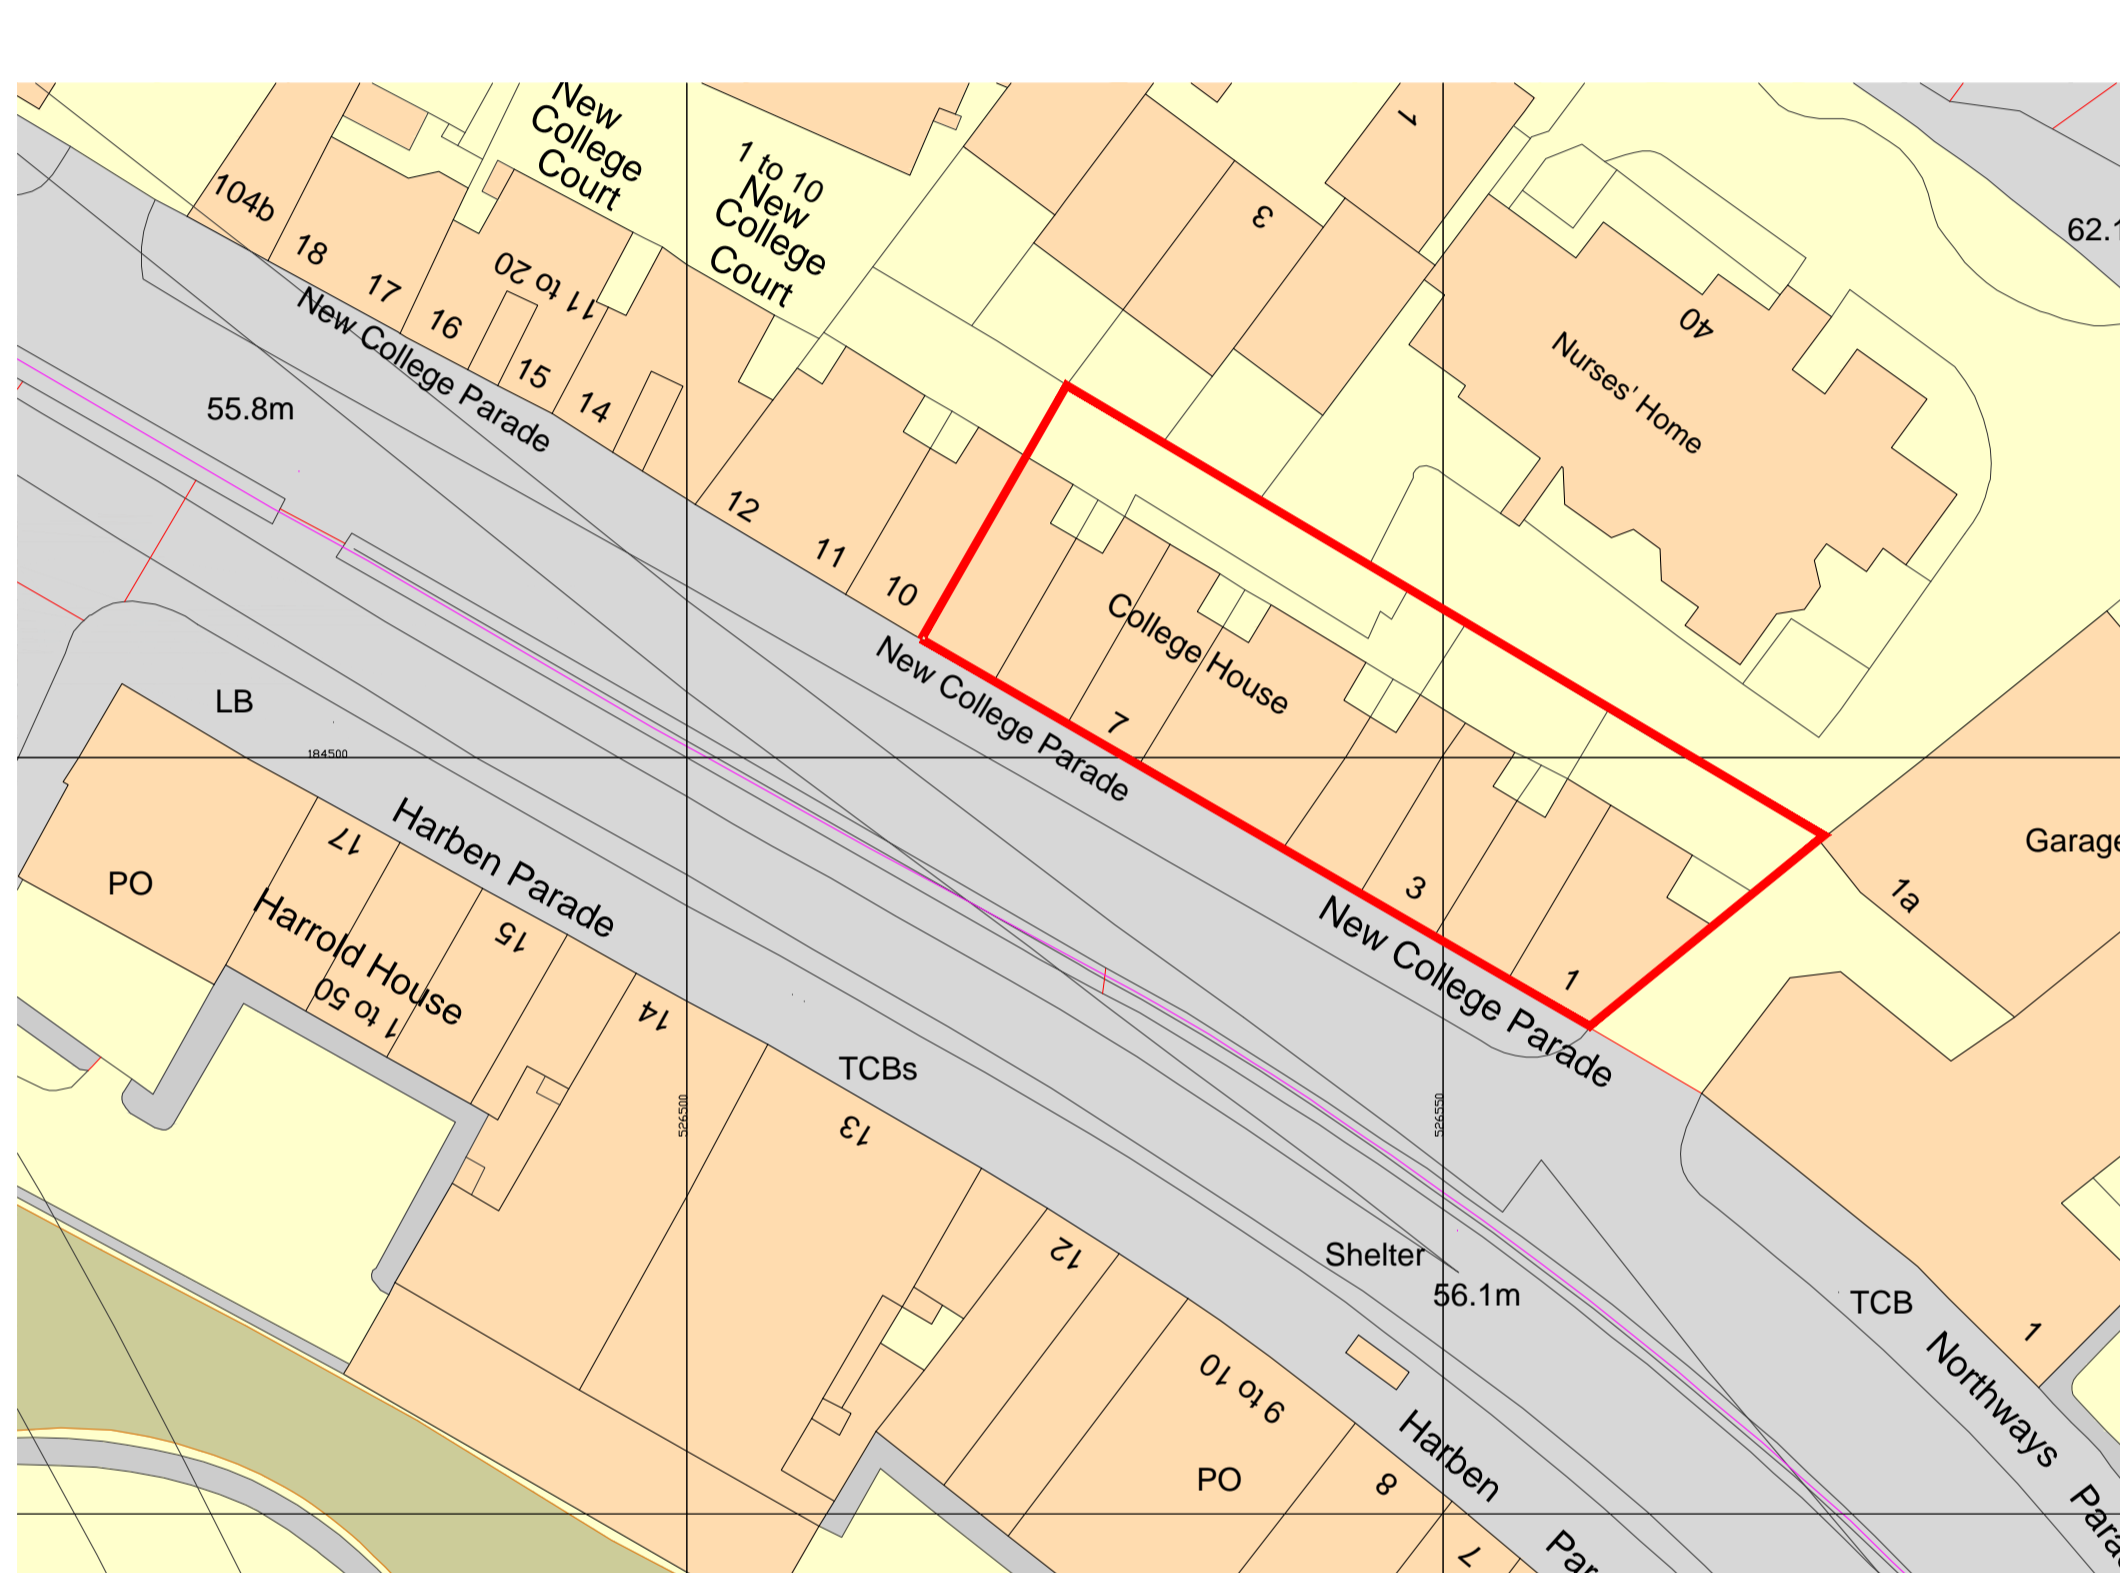 New
College
Court
1 to 10
New
College
Court
104b
18
17
16
15
14
11 to 20
New College Parade
55.8m
3
1
40
Nurses' Home
62.1
12
11
10
New College Parade
College House
7
3
1
New College Parade
Garage
1a
LB
184500
PO
17
Harben Parade
Harrold House
1 to 50
15
14
TCBs
13
526500
526550
12
Shelter
56.1m
TCB
1
Northways
Para
9 to 10
PO
8
7
Harben
Par